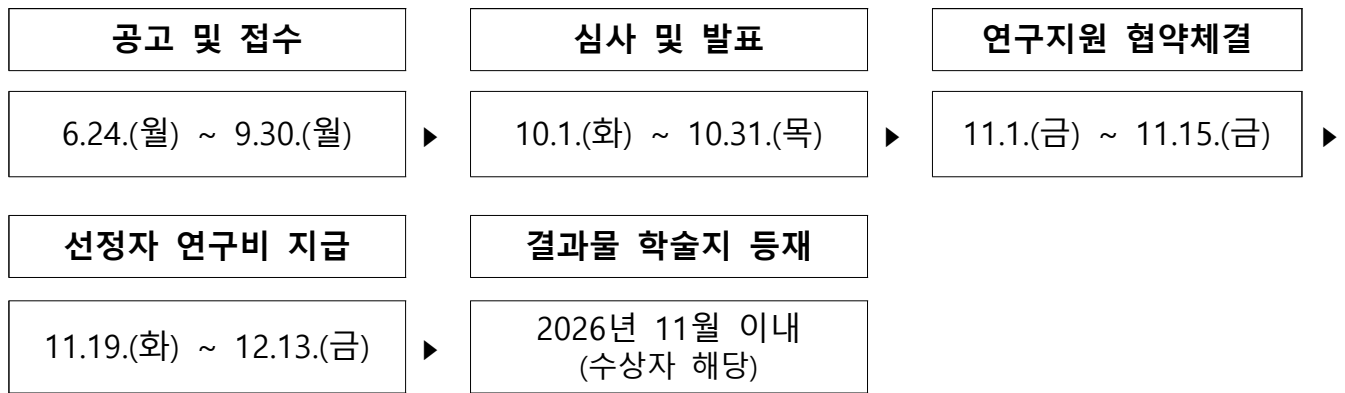 공고 및 접수
심사 및 발표
연구지원 협약체결
6.24.(월) ~ 9.30.(월) ▶
10.1.(화) ~ 10.31.(목) ▶
11.1.(금) ~ 11.15.(금) ▶
선정자 연구비 지급
결과물 학술지 등재
11.19.(화) ~ 12.13.(금) ▶
2026년 11월 이내
(수상자 해당)